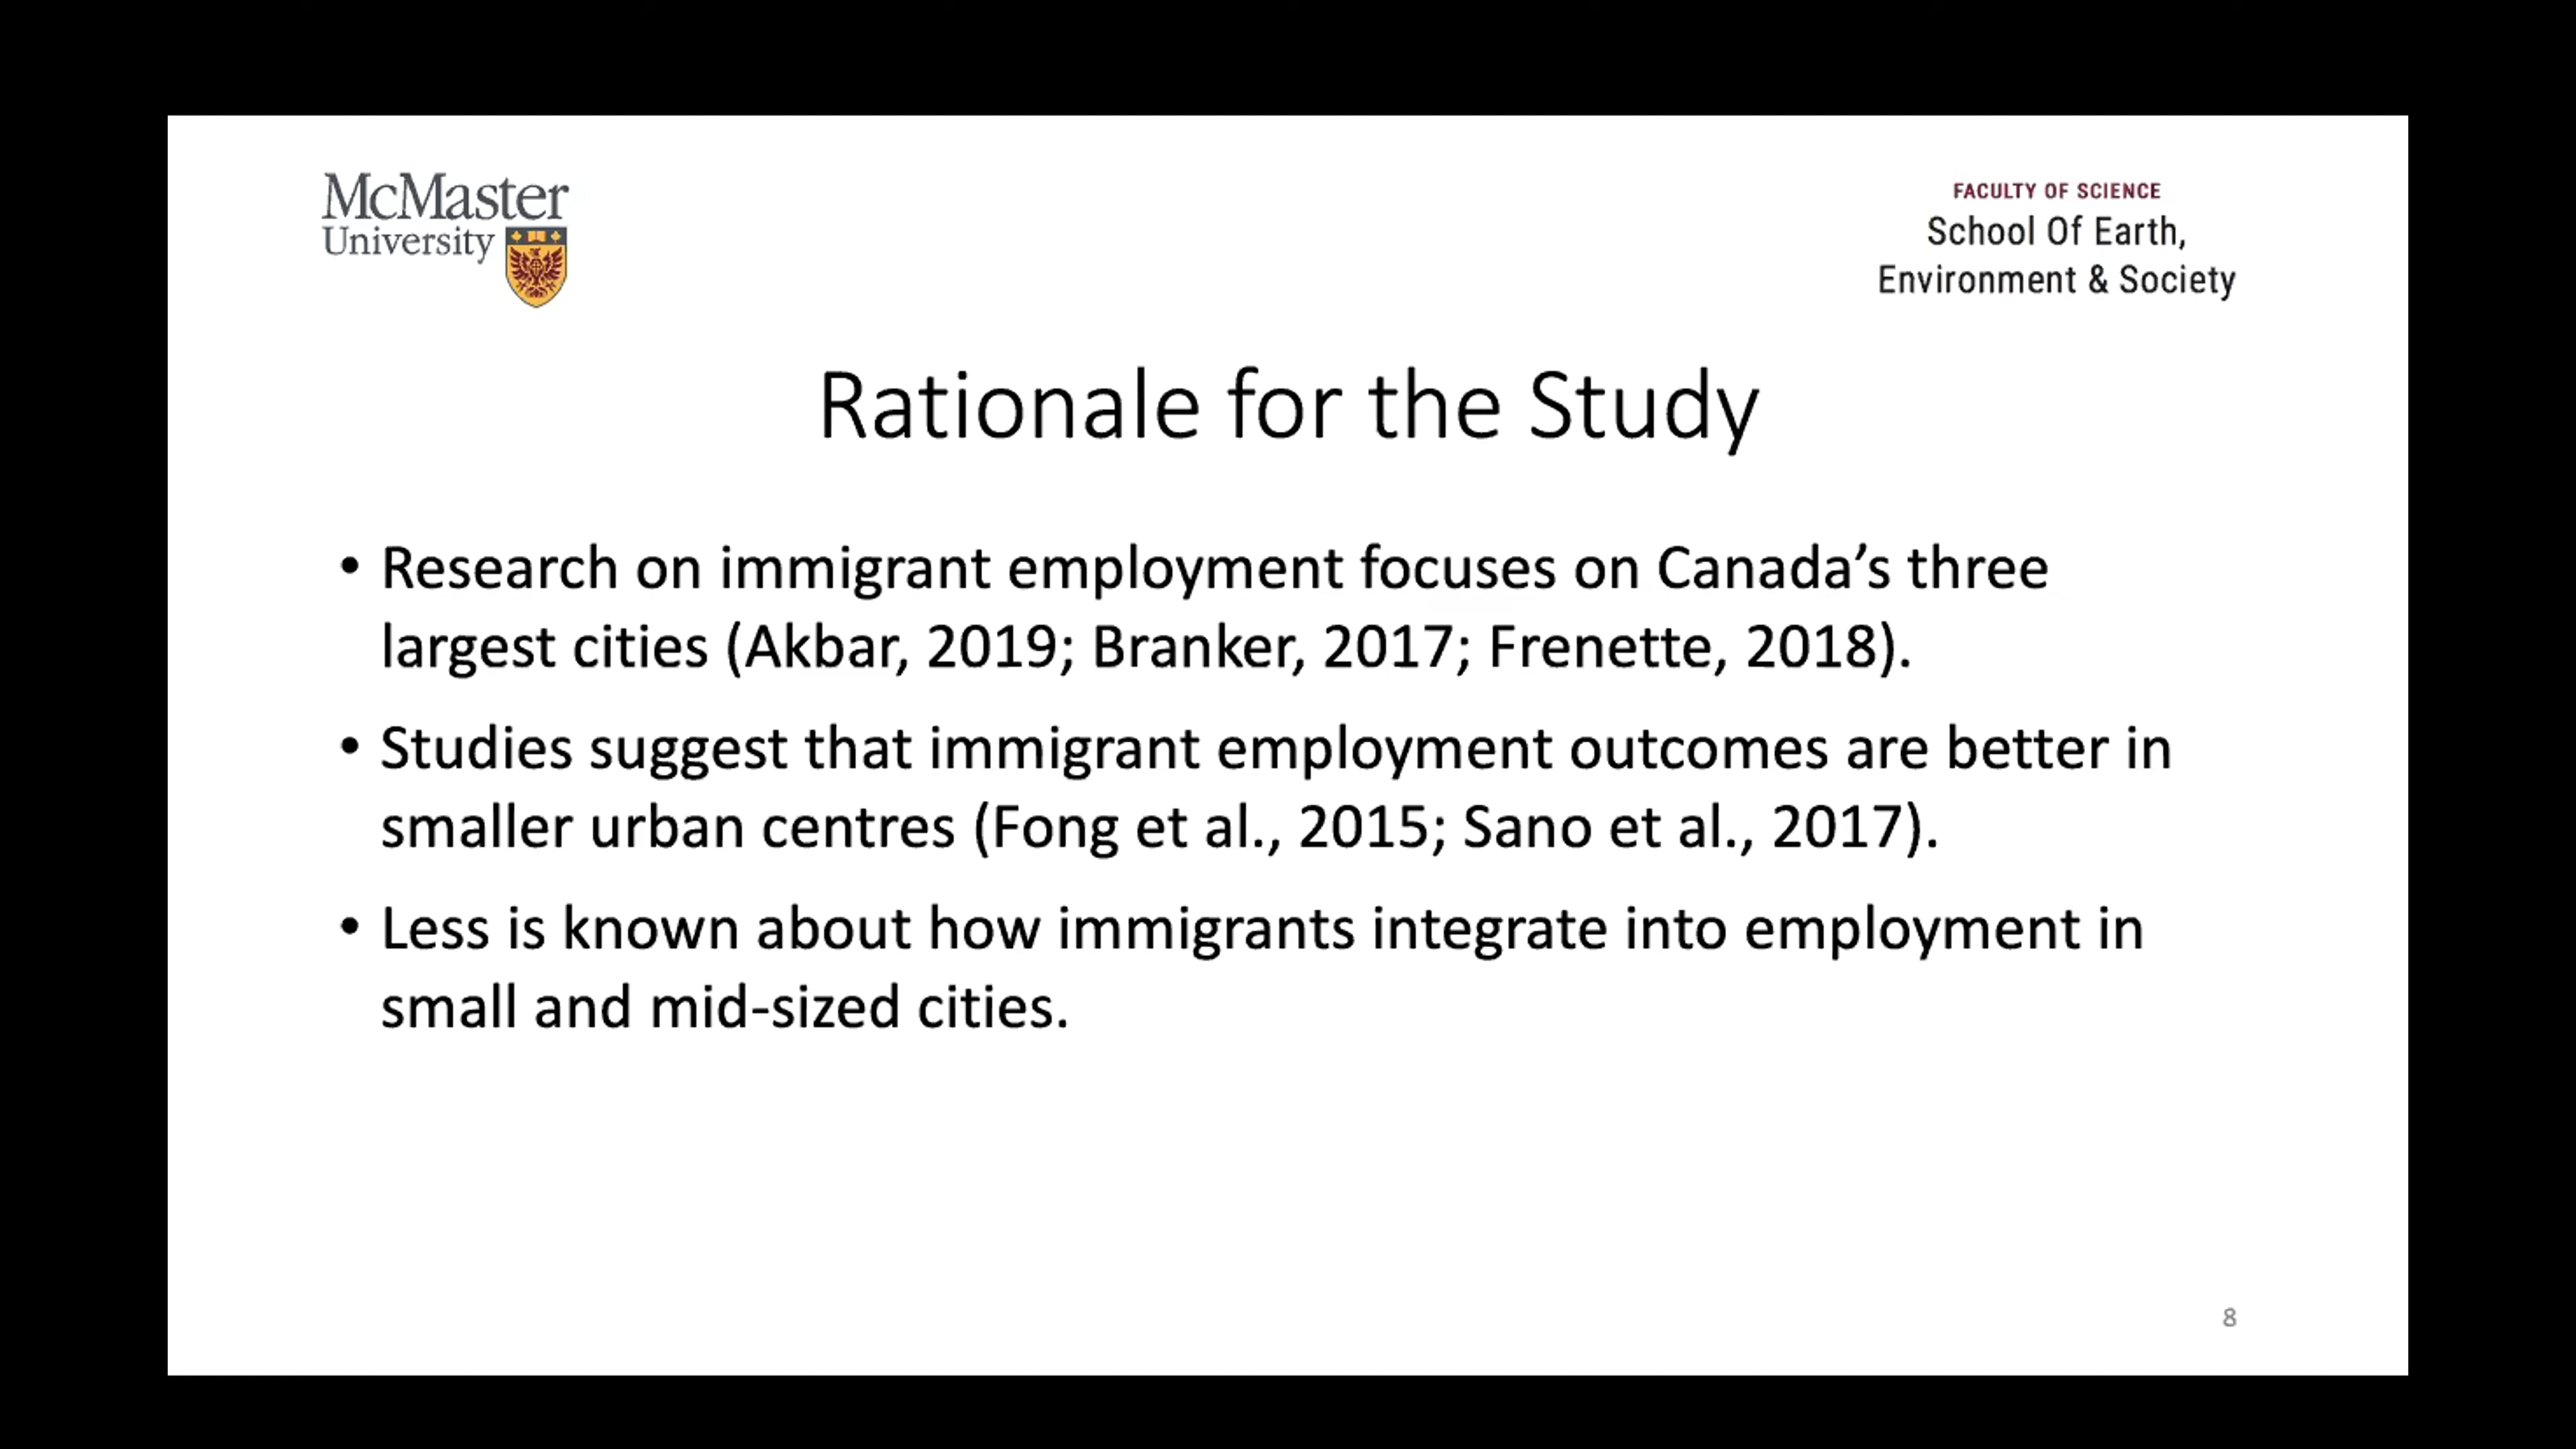 McMaster
University
FACULTY OF SCIENCE
School Of Earth,
Environment & Society
Rationale for the Study
• Research on immigrant employment focuses on Canada’s three
largest cities (Akbar, 2019; Branker, 2017; Frenette, 2018).
• Studies suggest that immigrant employment outcomes are better in
smaller urban centres (Fong et al., 2015; Sano et al., 2017).
• Less is known about how immigrants integrate into employment in
small and mid-sized cities.
8